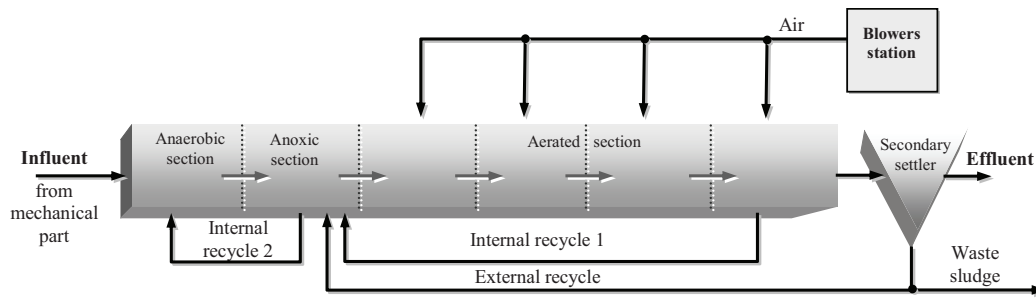 Air
Blowers
station
Influent
from
mechanical
part
Anaerobic
section
Anoxic
section
Aerated section
Secondary
settler
Effluent
Internal
recycle 2
Internal recycle 1
External recycle
Waste
sludge